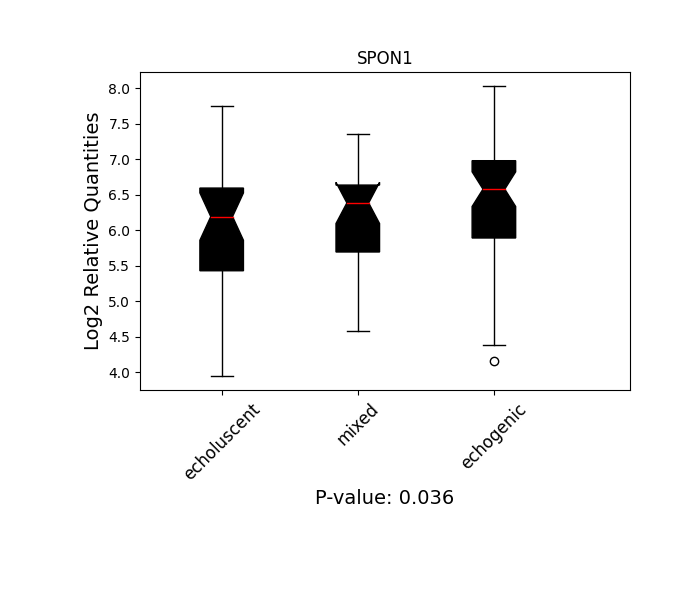 SPON1
Log2 Relative Quantities
8.0
7.5
7.0
6.5
6.0
5.5
5.0
4.5
4.0
echoluscent
mixed
echogenic
P-value: 0.036